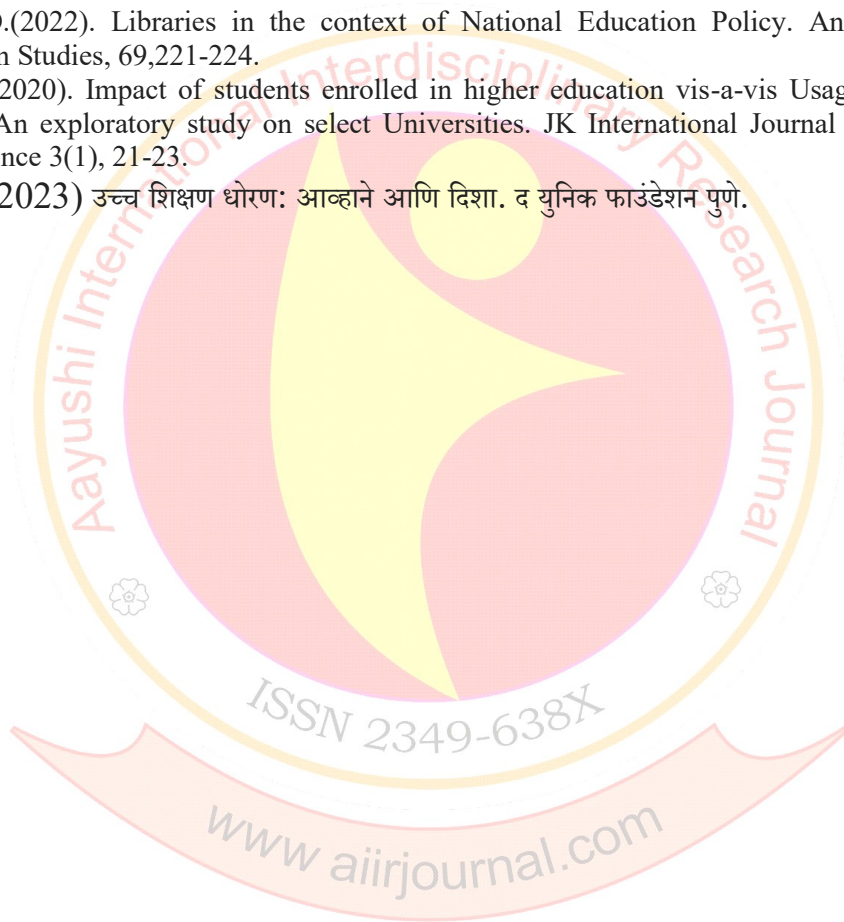 .(2022). Libraries in the context of National Education Policy. An
n Studies, 69,221-224.
2020). Impact of students enrolled in higher education vis-a-vis Usag
An exploratory study on select Universities. JK International Journal
nce 3(1), 21-23.
2023) उच्च शिक्षण धोरण: आव्हाने आणि दिशा. द युनिक फाउंडेशन पुणे.
Aayushi International Interdisciplinary Research Journal
ISSN 2349-638X
www aiirjournal.com